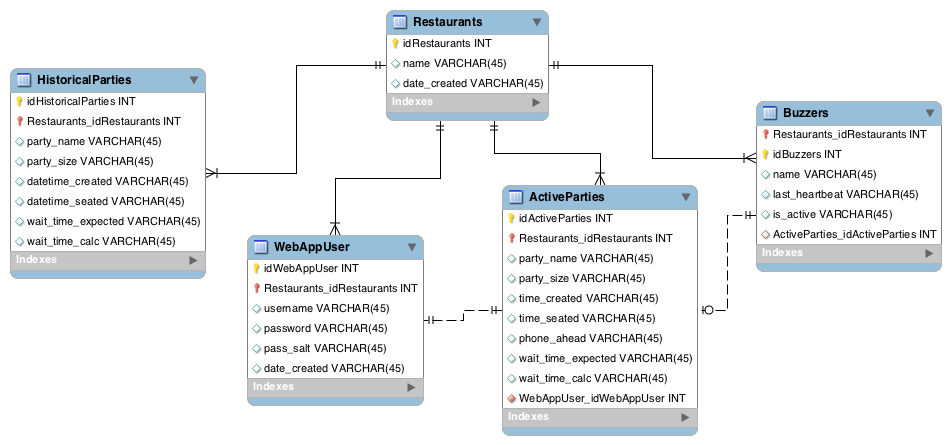 Restaurants
idRestaurants INT
name VARCHAR(45)
date_created VARCHAR(45)
Indexes
HistoricalParties
idHistoricalParties INT
Restaurants_idRestaurants INT
party_name VARCHAR(45)
party_size VARCHAR(45)
datetime_created VARCHAR(45)
datetime_seated VARCHAR(45)
wait_time_expected VARCHAR(45)
wait_time_calc VARCHAR(45)
Indexes
Buzzers
Restaurants_idRestaurants INT
idBuzzers INT
name VARCHAR(45)
last_heartbeat VARCHAR(45)
is_active VARCHAR(45)
ActiveParties_idActiveParties INT
Indexes
ActiveParties
idActiveParties INT
Restaurants_idRestaurants INT
party_name VARCHAR(45)
party_size VARCHAR(45)
time_created VARCHAR(45)
time_seated VARCHAR(45)
phone_ahead VARCHAR(45)
wait_time_expected VARCHAR(45)
wait_time_calc VARCHAR(45)
WebAppUser_idWebAppUser INT
Indexes
WebAppUser
idWebAppUser INT
Restaurants_idRestaurants INT
username VARCHAR(45)
password VARCHAR(45)
pass_salt VARCHAR(45)
date_created VARCHAR(45)
Indexes